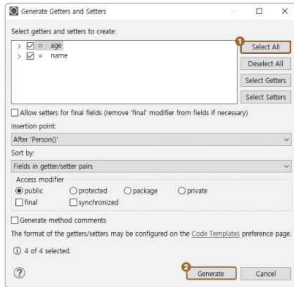 Generate Getters and Setters
Select getters and setters to create:
age
name
1
Select All
Deselect All
Select Getters
Select Setters
Allow setters for final fields (remove 'final' modifier from fields if necessary)
Insertion point:
After 'Person()'
Sort by:
Fields in getter/setter pairs
Access modifier
public protected package private
final synchronized
Generate method comments
The format of the getters/setters may be configured on the Code Templates preference page.
4 of 4 selected.
2
Generate Cancel